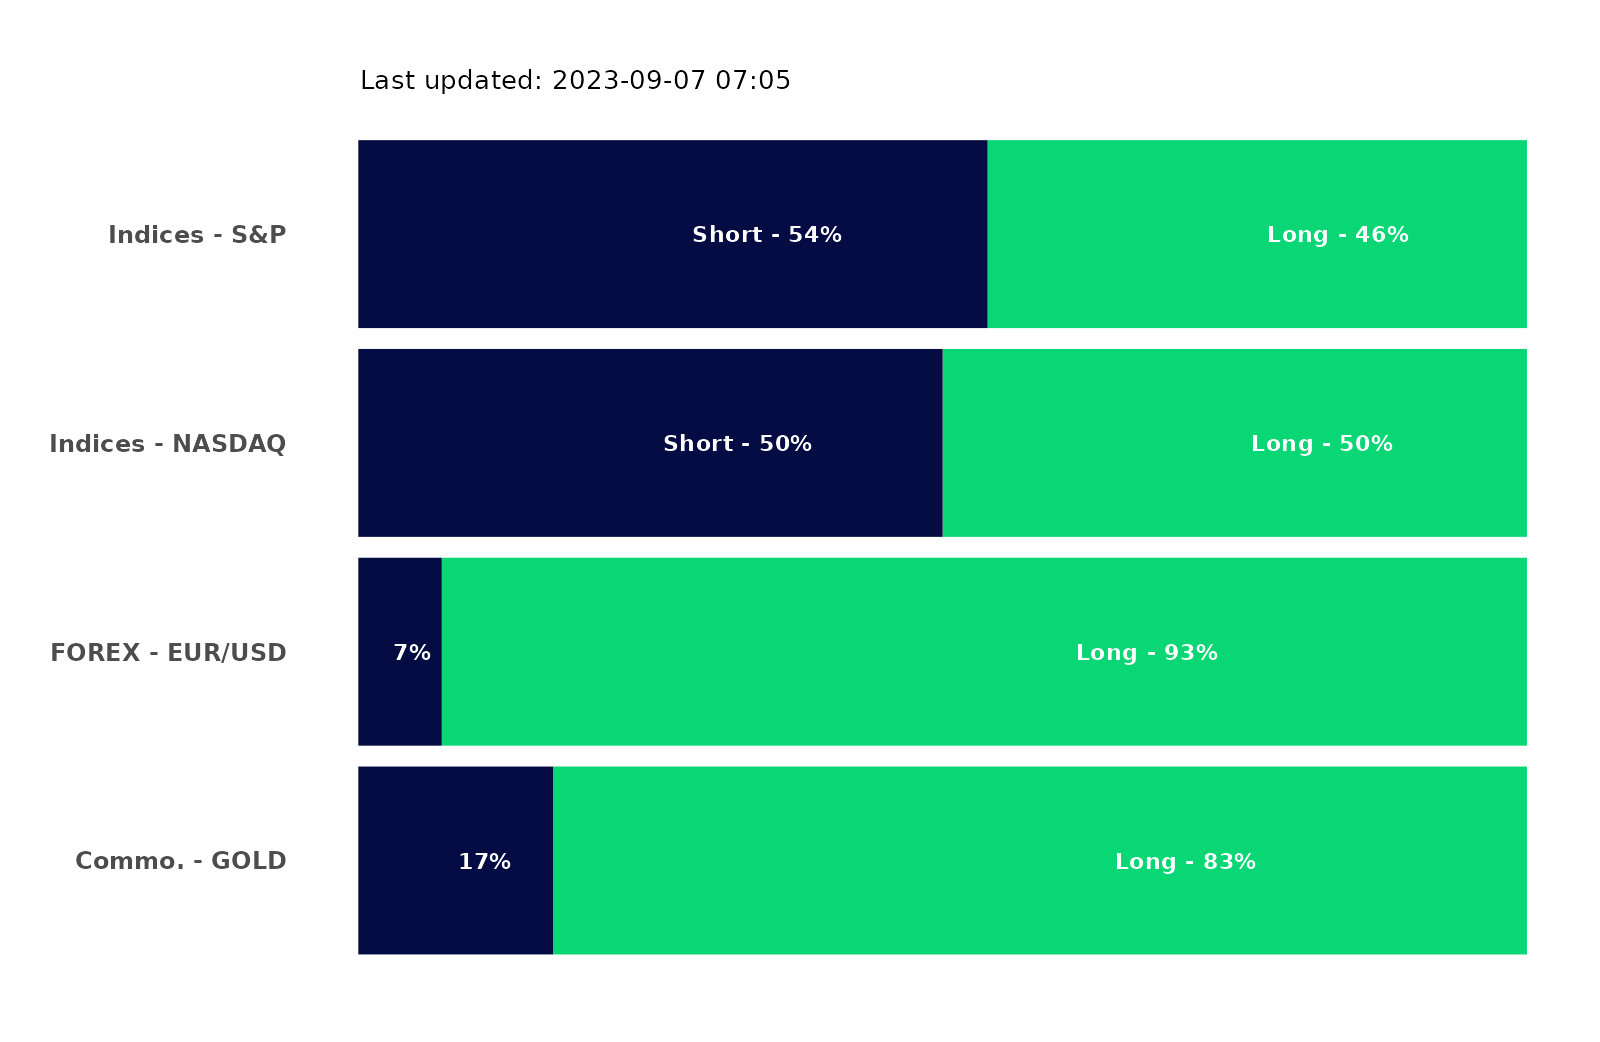 Last updated: 2023-09-07 07:05
Indices - S&P
Short - 54%
Long - 46%
Indices - NASDAQ
Short - 50%
Long - 50%
FOREX - EUR/USD
7%
Long - 93%
Commo. - GOLD
17%
Long - 83%